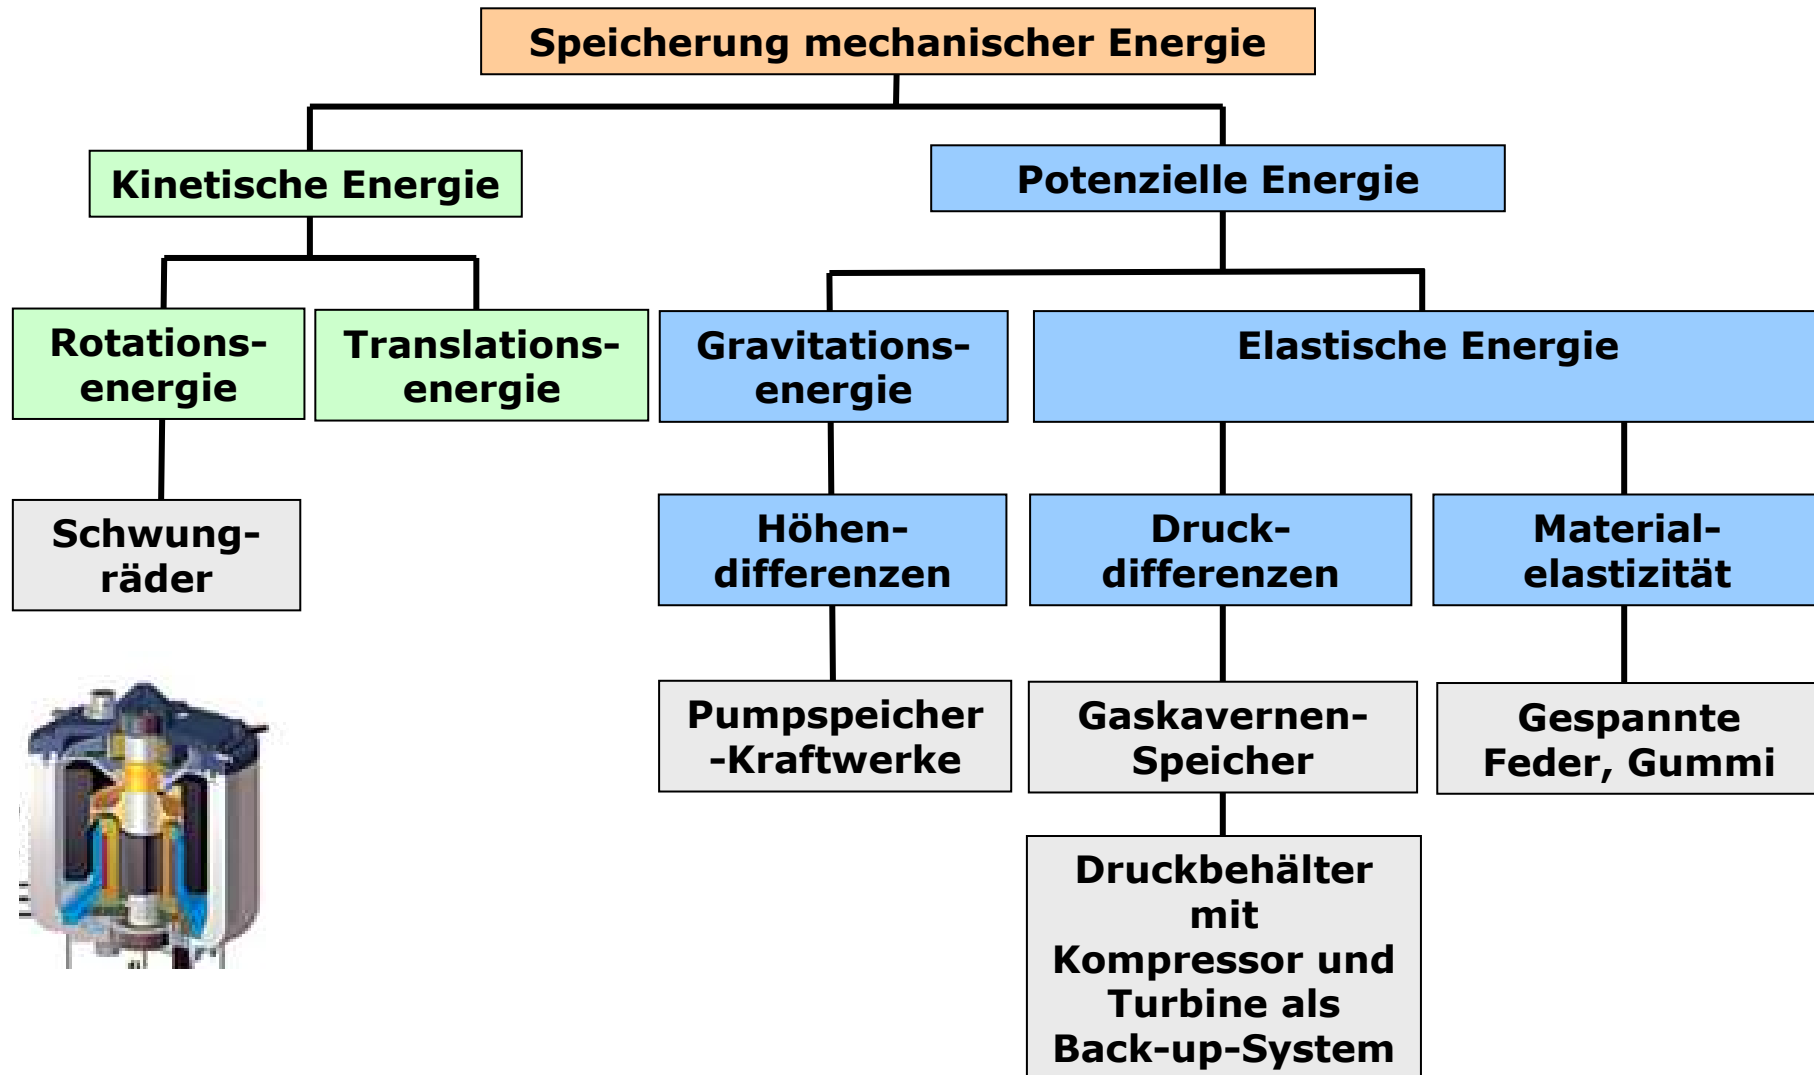 Speicherung mechanischer Energie
Kinetische Energie
Potenzielle Energie
Rotations-
energie
Translations-
energie
Gravitations-
energie
Elastische Energie
Schwung-
räder
Höhen-
differenzen
Druck-
differenzen
Material-
elastizität
Pumpspeicher
-Kraftwerke
Gaskavernen-
Speicher
Gespannte
Feder, Gummi
Druckbehälter
mit
Kompressor und
Turbine als
Back-up-System